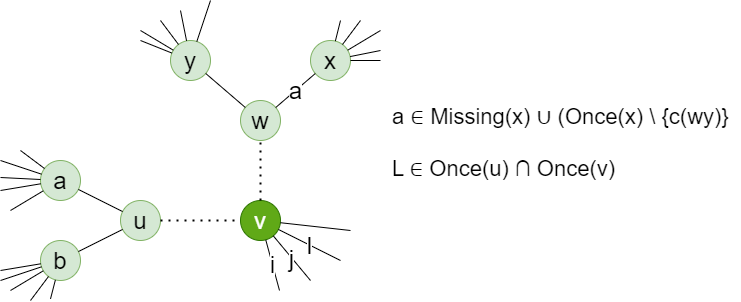 y
x
a
w
a ∈ Missing(x) ∪ (Once(x) \ {c(wy)}
L ∈ Once(u) ∩ Once(v)
a
u
v
b
i
j
l